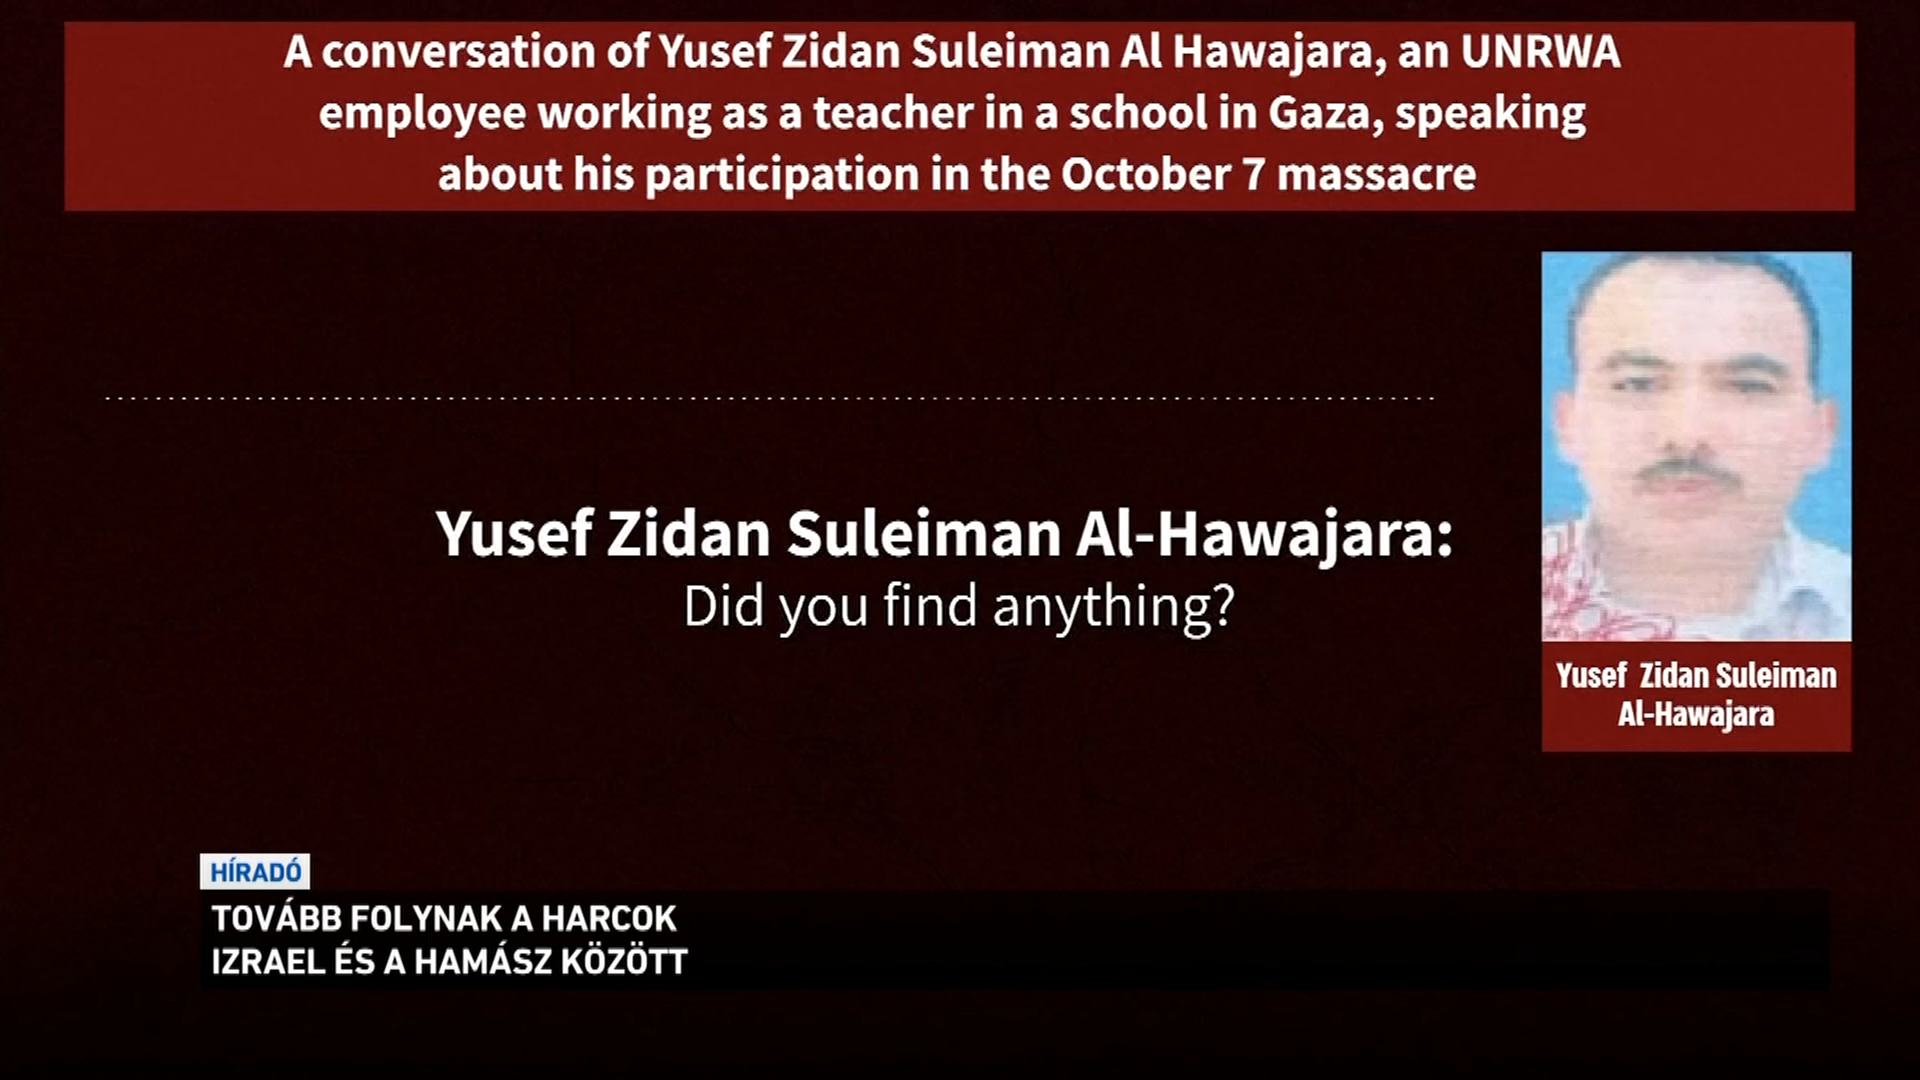 A conversation of Yusef Zidan Suleiman Al Hawajara, an UNRWA
employee working as a teacher in a school in Gaza, speaking
about his participation in the October 7 massacre
Yusef Zidan Suleiman Al-Hawajara:
Did you find anything?
Yusef Zidan Suleiman
Al-Hawajara
HÍRADÓ
TOVÁBB FOLYNAK A HARCOK
IZRAEL ÉS A HAMÁSZ KÖZÖTT